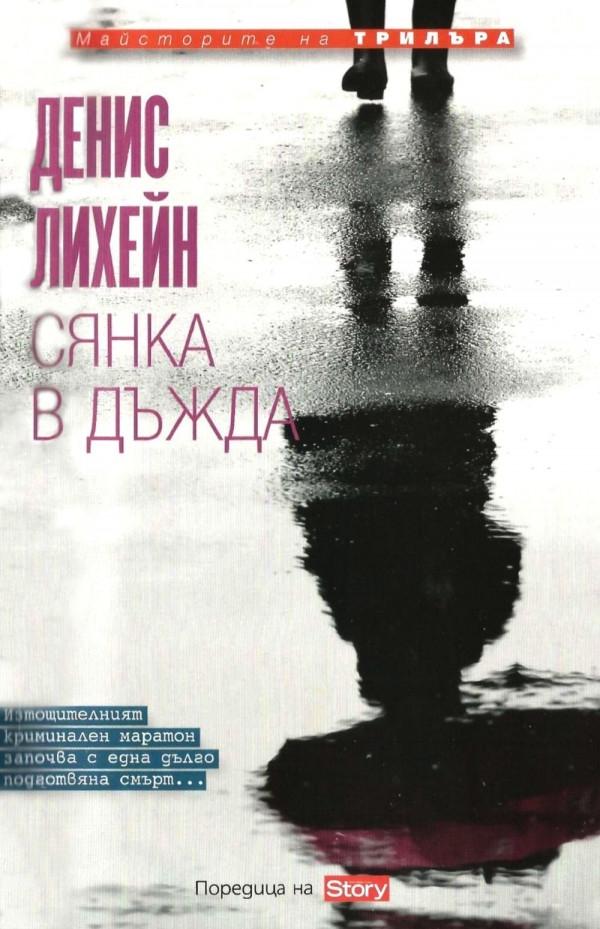 Майсторите на ТРИЛЪРА
ДЕНИС
ЛИХЕЙН
СЯНКА
В ДЪЖДА
Изтощителният
криминален маратон
започва с една дълго
подготвяна смърт...
Поредица на Story